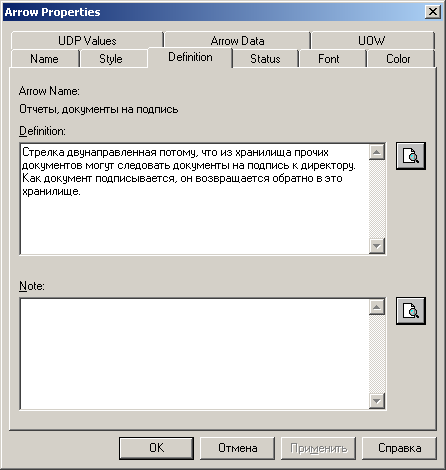 Arrow Properties
UDP Values Arrow Data UOW
Name Style Definition Status Font Color
Arrow Name:
Отчеты, документы на подпись
Definition:
Стрелка двунаправленная потому, что из хранилища прочих
документов могут следовать документы на подпись к директору.
Как документ подписывается, он возвращается обратно в это
хранилище.
Note:
OK Отмена Применить Справка